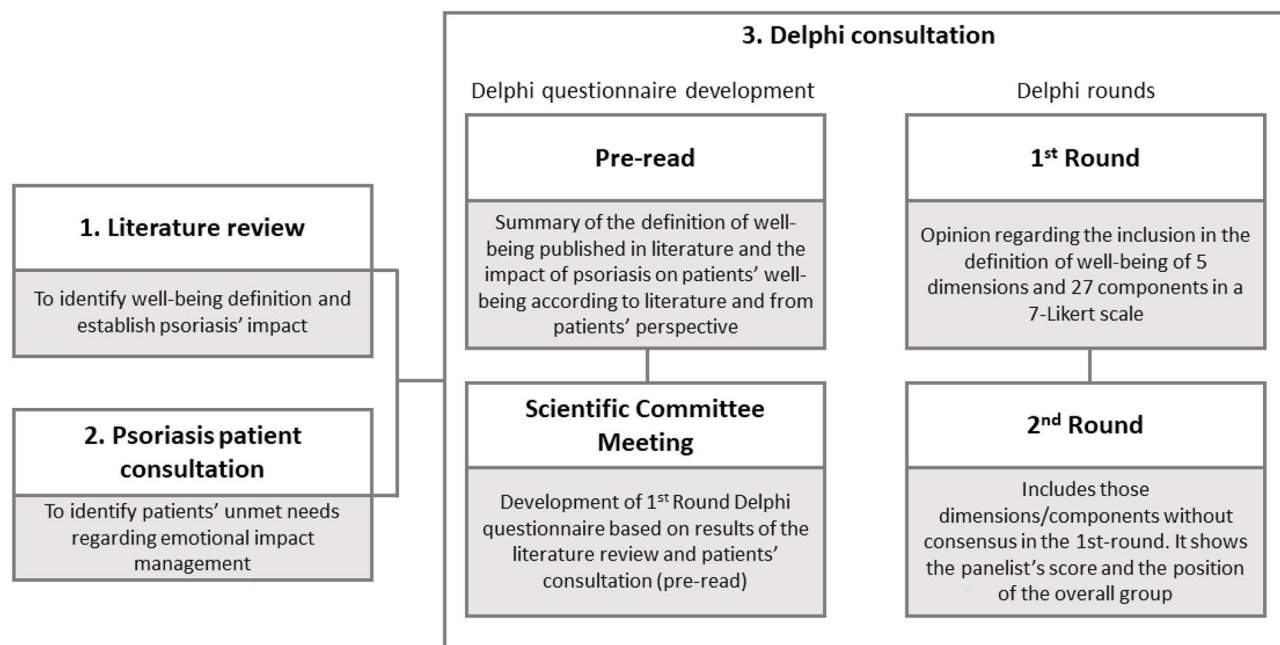 1. Literature review
To identify well-being definition and
establish psoriasis’ impact
2. Psoriasis patient
consultation
To identify patients’ unmet needs
regarding emotional impact
management
3. Delphi consultation
Delphi questionnaire development
Pre-read
Summary of the definition of well-
being published in literature and the
impact of psoriasis on patients’ well-
being according to literature and from
patients’ perspective
Scientific Committee
Meeting
Development of 1st Round Delphi
questionnaire based on results of the
literature review and patients’
consultation (pre-read)
Delphi rounds
1st Round
Opinion regarding the inclusion in the
definition of well-being of 5
dimensions and 27 components in a
7-Likert scale
2nd Round
Includes those
dimensions/components without
consensus in the 1st-round. It shows
the panelist’s score and the position
of the overall group